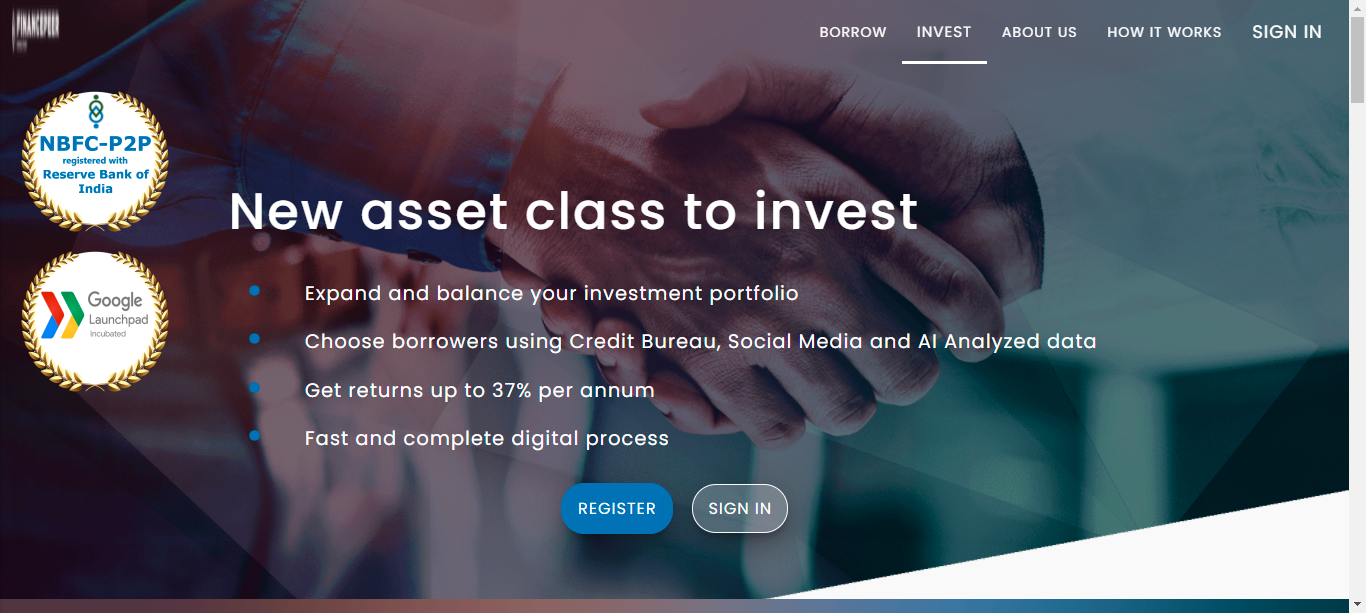 FINANCEPEER
BORROW
INVEST
ABOUT US
HOW IT WORKS
SIGN IN
NBFC-P2P
registered with
Reserve Bank of
India
Google
Launchpad
Incubated
New asset class to invest
Expand and balance your investment portfolio
Choose borrowers using Credit Bureau, Social Media and AI Analyzed data
Get returns up to 37% per annum
Fast and complete digital process
REGISTER
SIGN IN